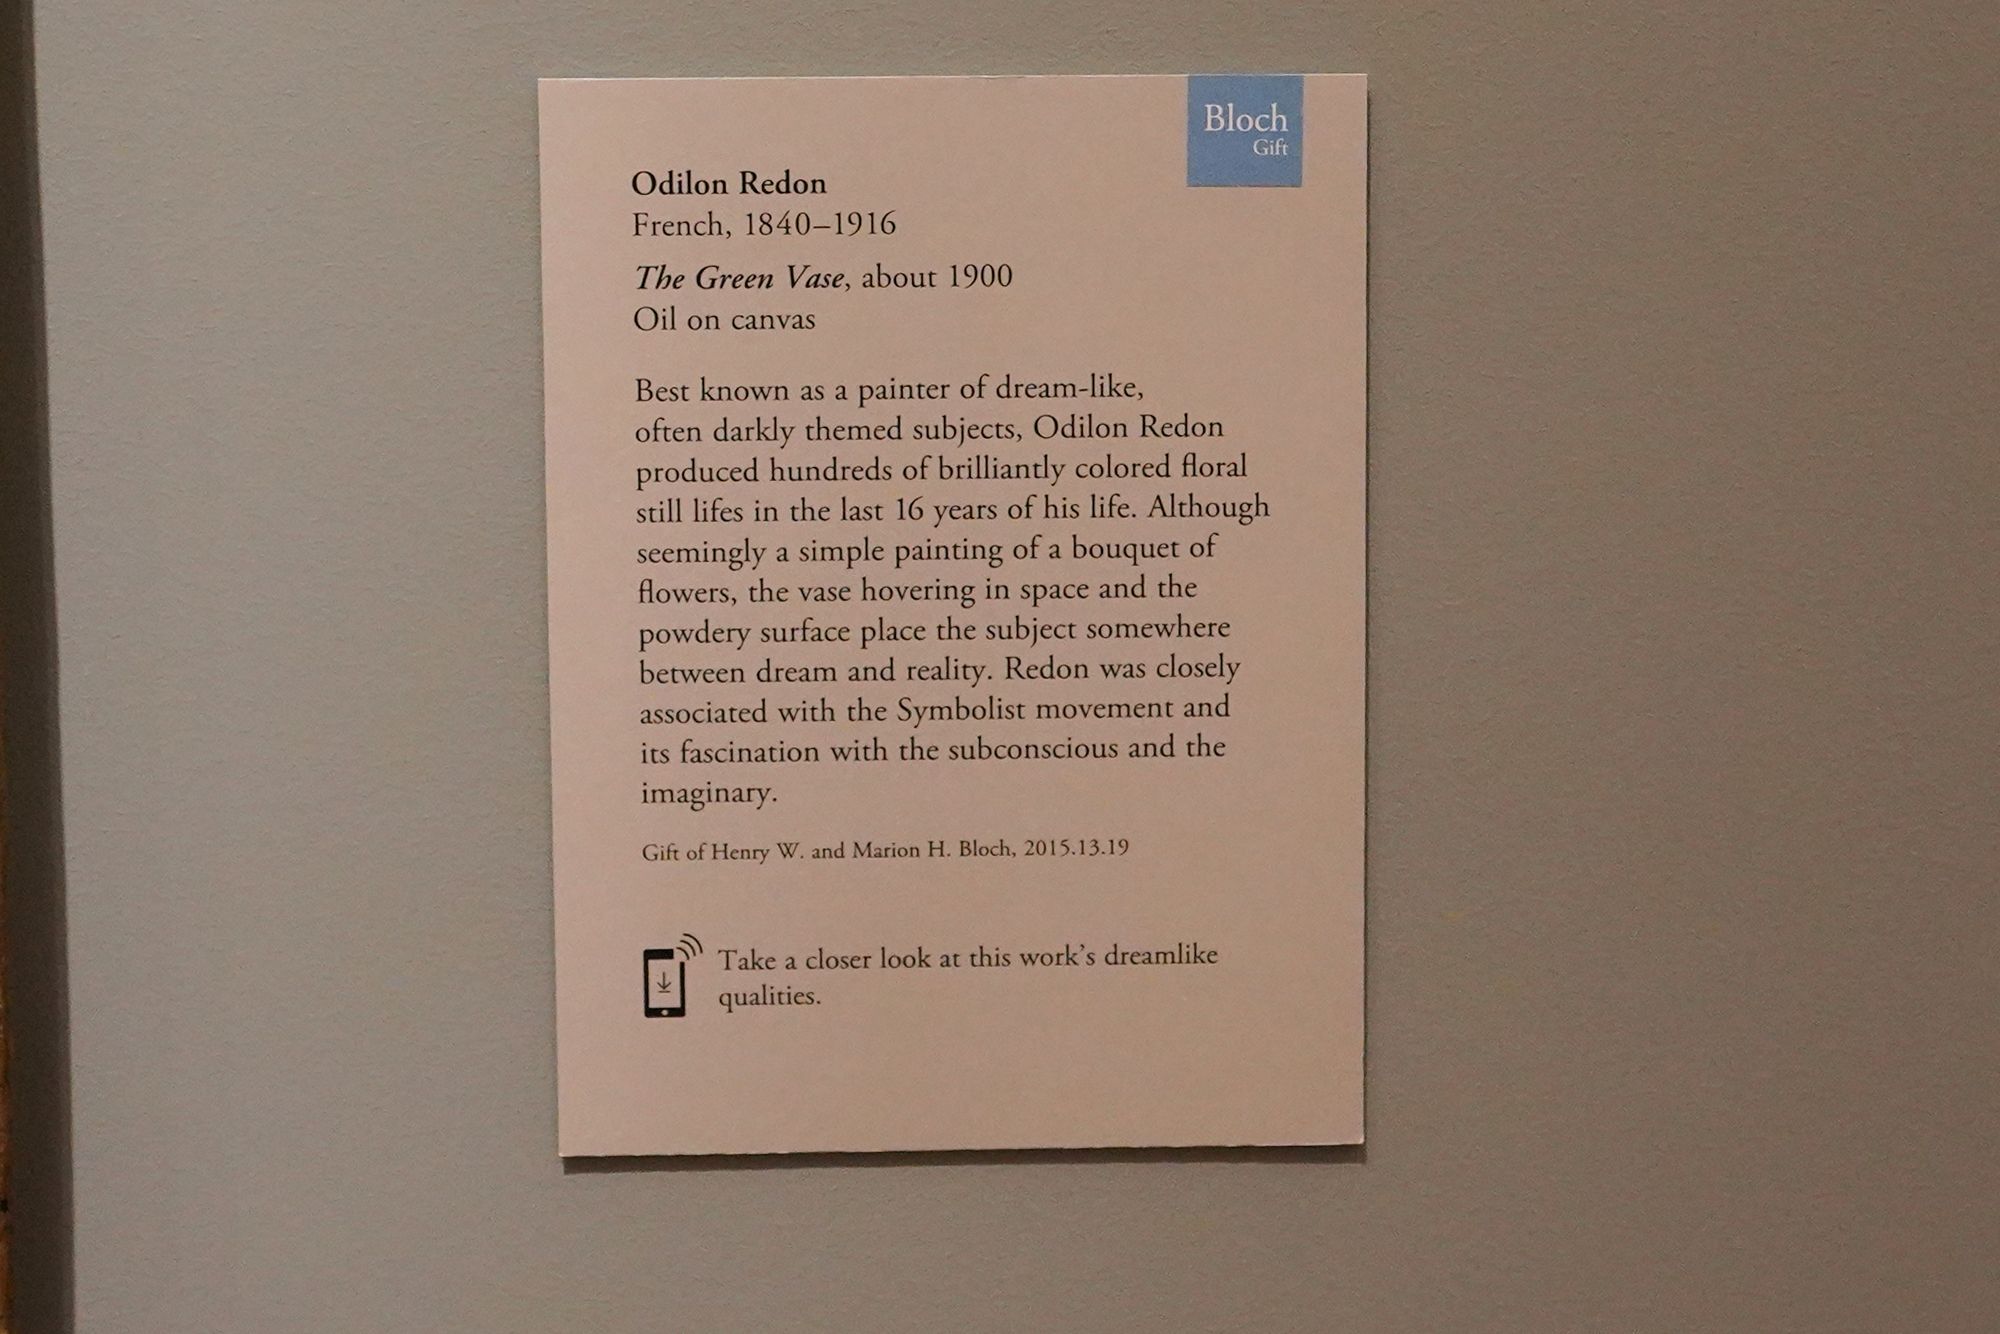 Bloch
Gift
Odilon Redon
French, 1840–1916
The Green Vase, about 1900
Oil on canvas
Best known as a painter of dream-like,
often darkly themed subjects, Odilon Redon
produced hundreds of brilliantly colored floral
still lifes in the last 16 years of his life. Although
seemingly a simple painting of a bouquet of
flowers, the vase hovering in space and the
powdery surface place the subject somewhere
between dream and reality. Redon was closely
associated with the Symbolist movement and
its fascination with the subconscious and the
imaginary.
Gift of Henry W. and Marion H. Bloch, 2015.13.19
Take a closer look at this work's dreamlike
qualities.